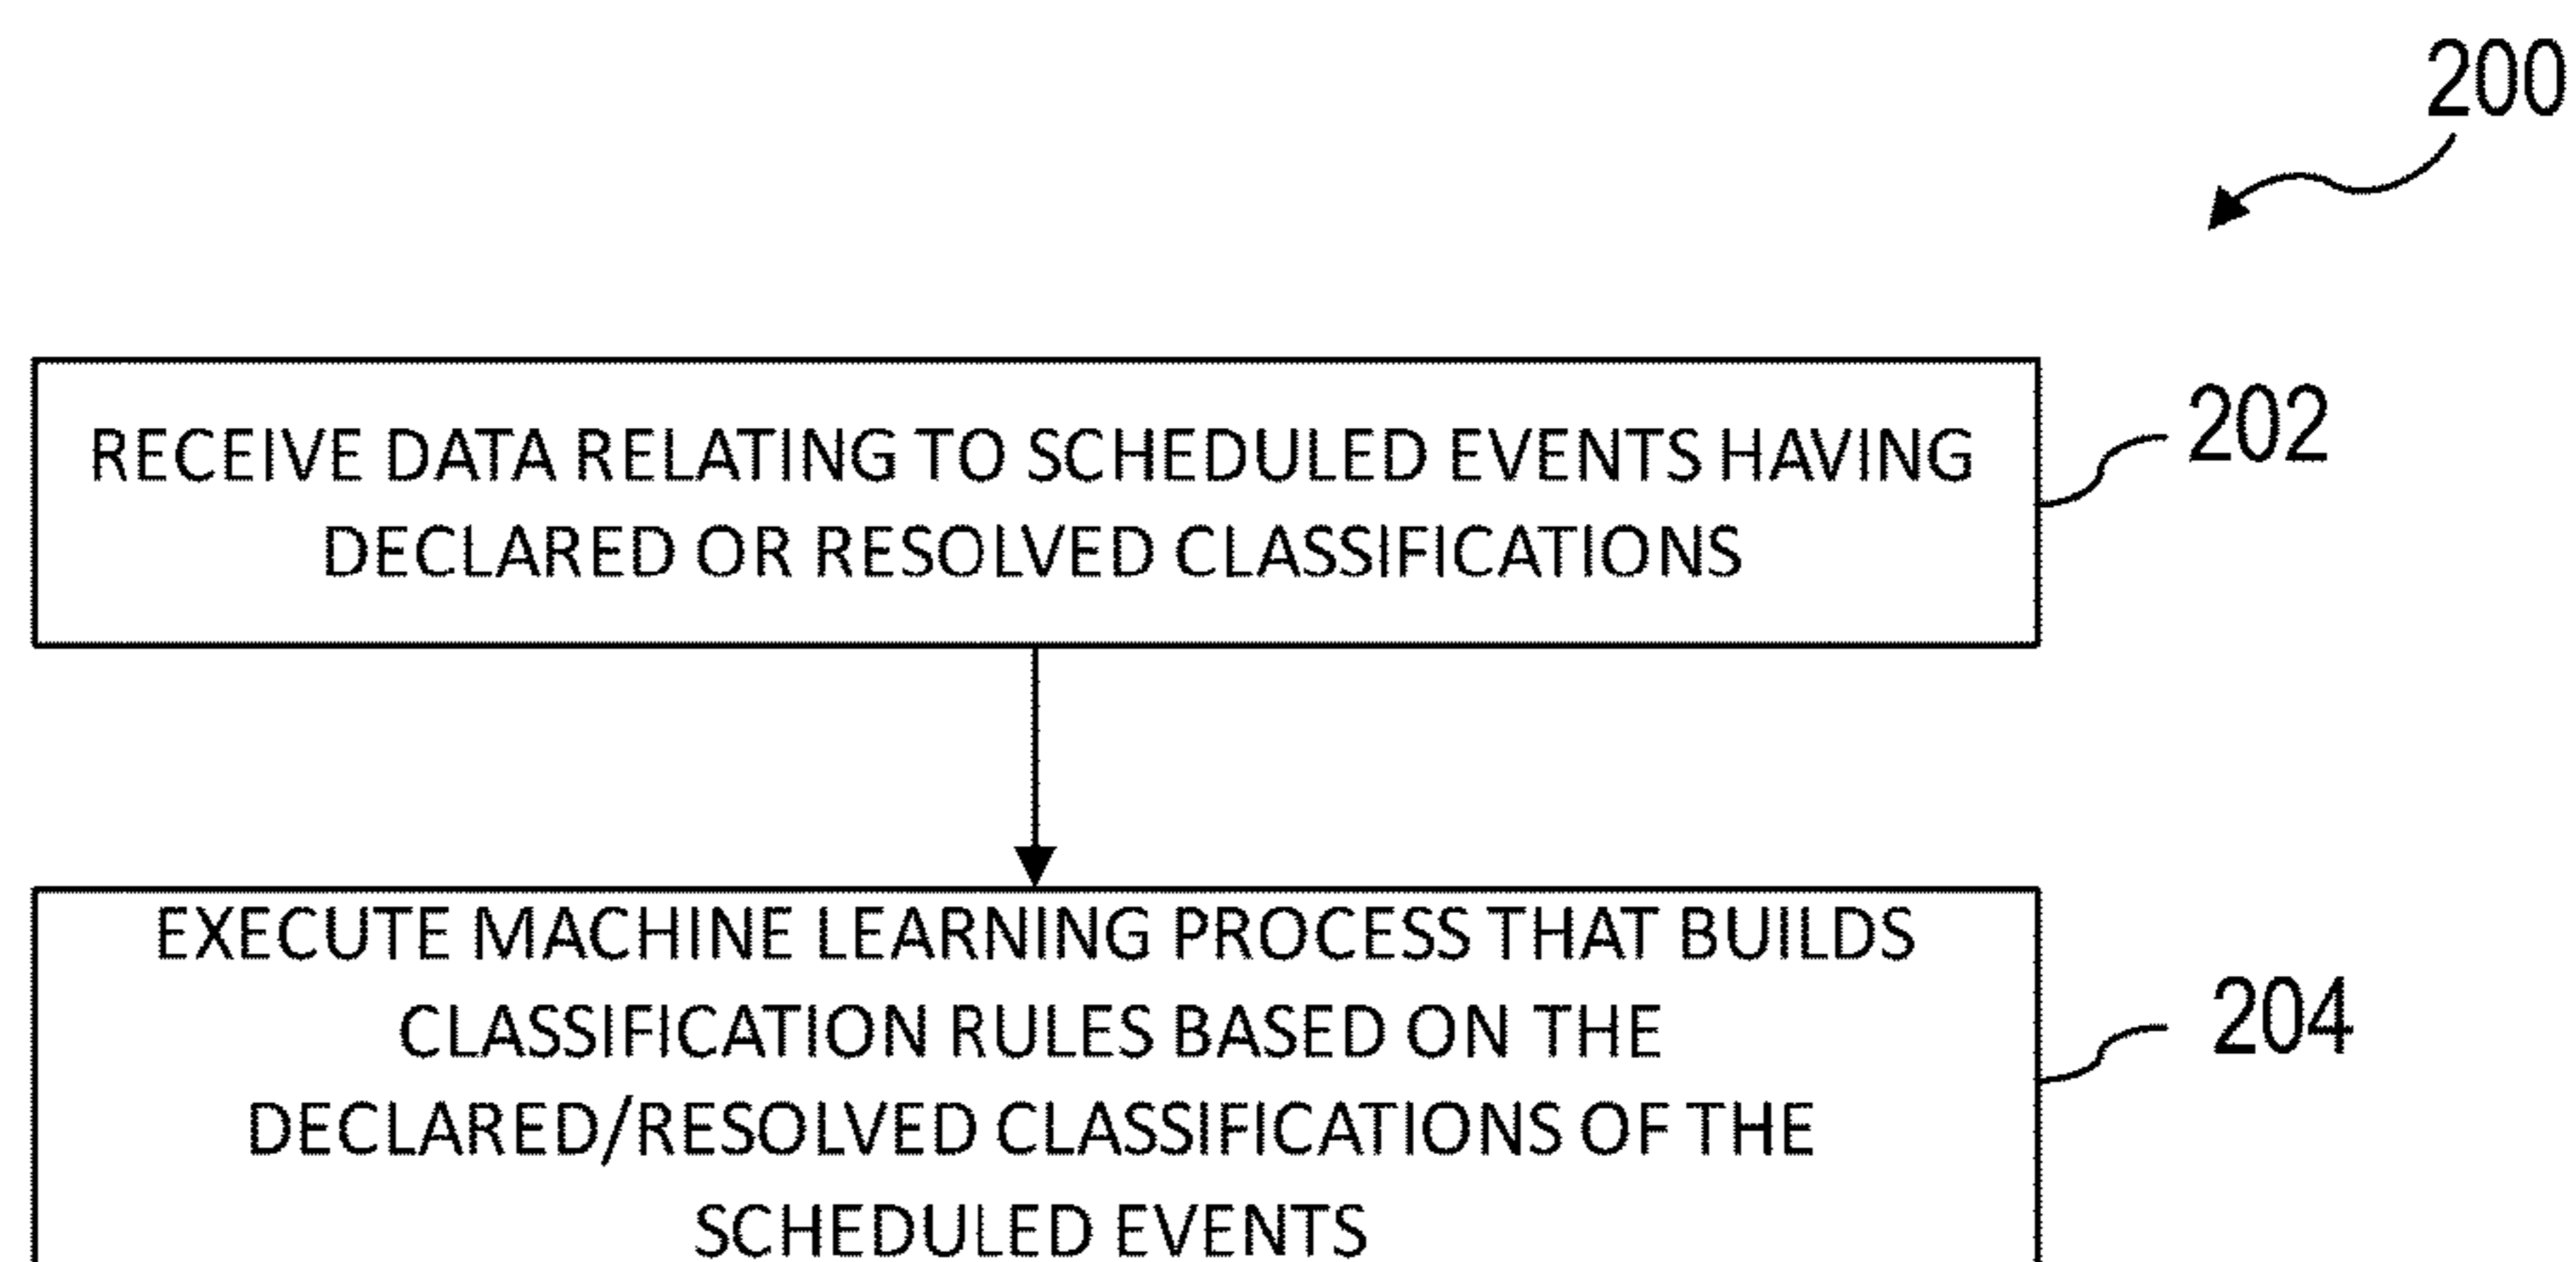 200
RECEIVE DATA RELATING TO SCHEDULED EVENTS HAVING
DECLARED OR RESOLVED CLASSIFICATIONS
202
EXECUTE MACHINE LEARNING PROCESS THAT BUILDS
CLASSIFICATION RULES BASED ON THE
DECLARED/RESOLVED CLASSIFICATIONS OF THE
SCHEDULED EVENTS
204